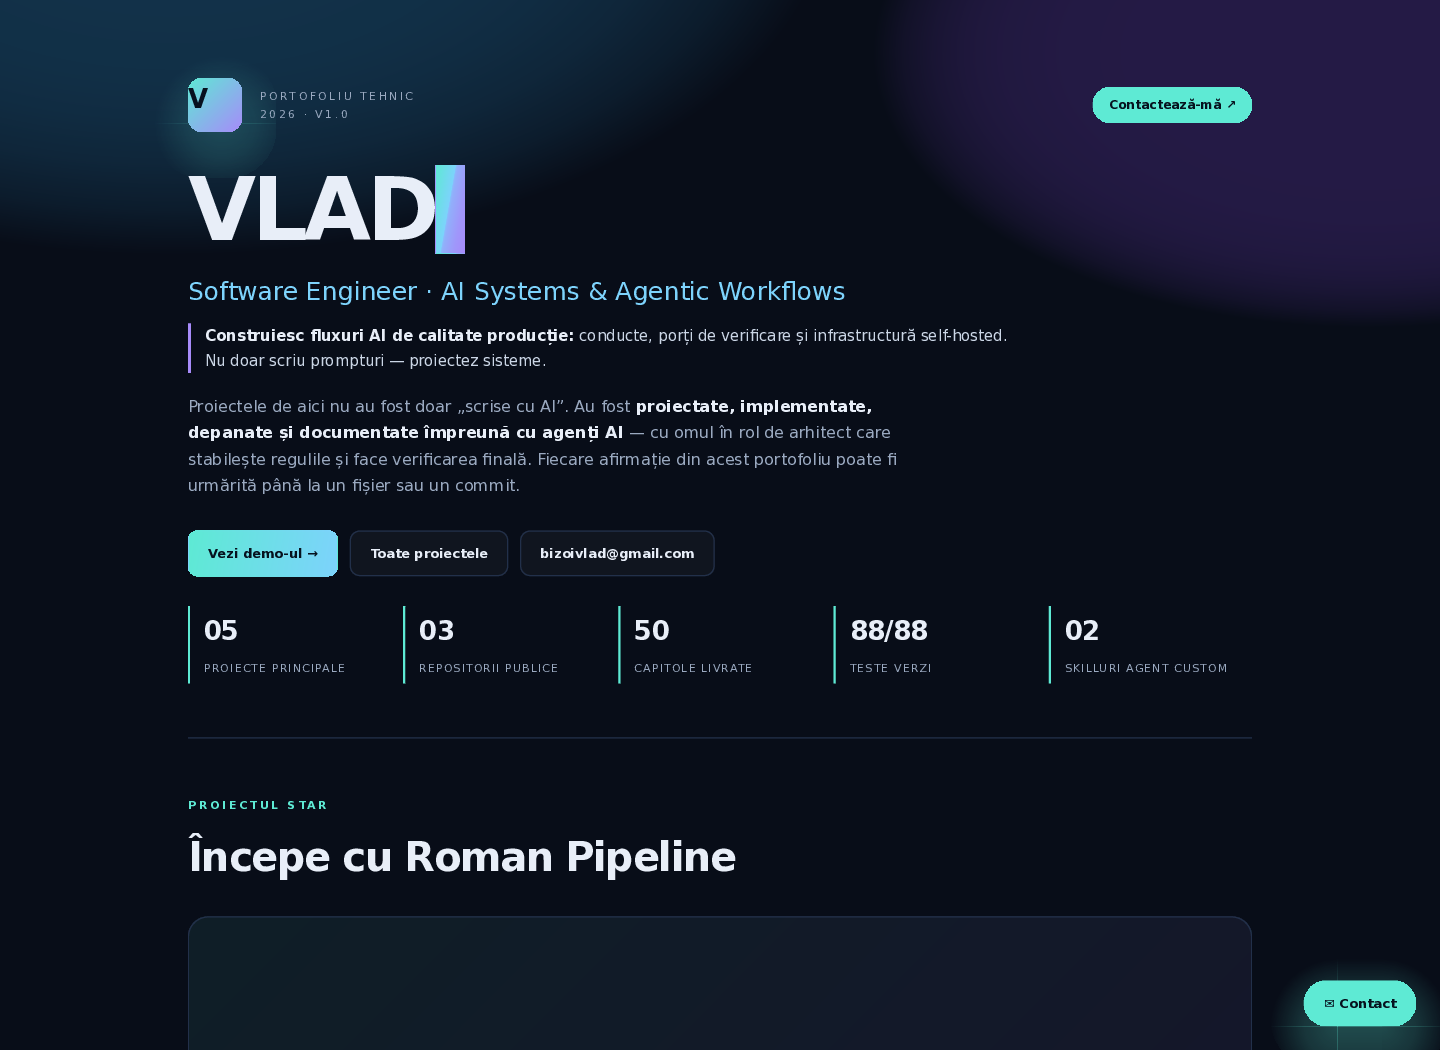 V
PORTOFOLIU TEHNIC
2026 · V1.0
Contactează-mă ↗
VLAD
Software Engineer · AI Systems & Agentic Workflows
Construiesc fluxuri AI de calitate producție: conducte, porți de verificare și infrastructură self-hosted.
Nu doar scriu prompturi — proiectez sisteme.
Proiectele de aici nu au fost doar „scrise cu AI”. Au fost proiectate, implementate,
depanate și documentate împreună cu agenți AI — cu omul în rol de arhitect care
stabilește regulile și face verificarea finală. Fiecare afirmație din acest portofoliu poate fi
urmărită până la un fișier sau un commit.
Vezi demo-ul →
Toate proiectele
bizoivlad@gmail.com
05
PROIECTE PRINCIPALE
03
REPOSITORII PUBLICE
50
CAPITOLE LIVRATE
88/88
TESTE VERZI
02
SKILLURI AGENT CUSTOM
PROIECTUL STAR
Începe cu Roman Pipeline
✉ Contact